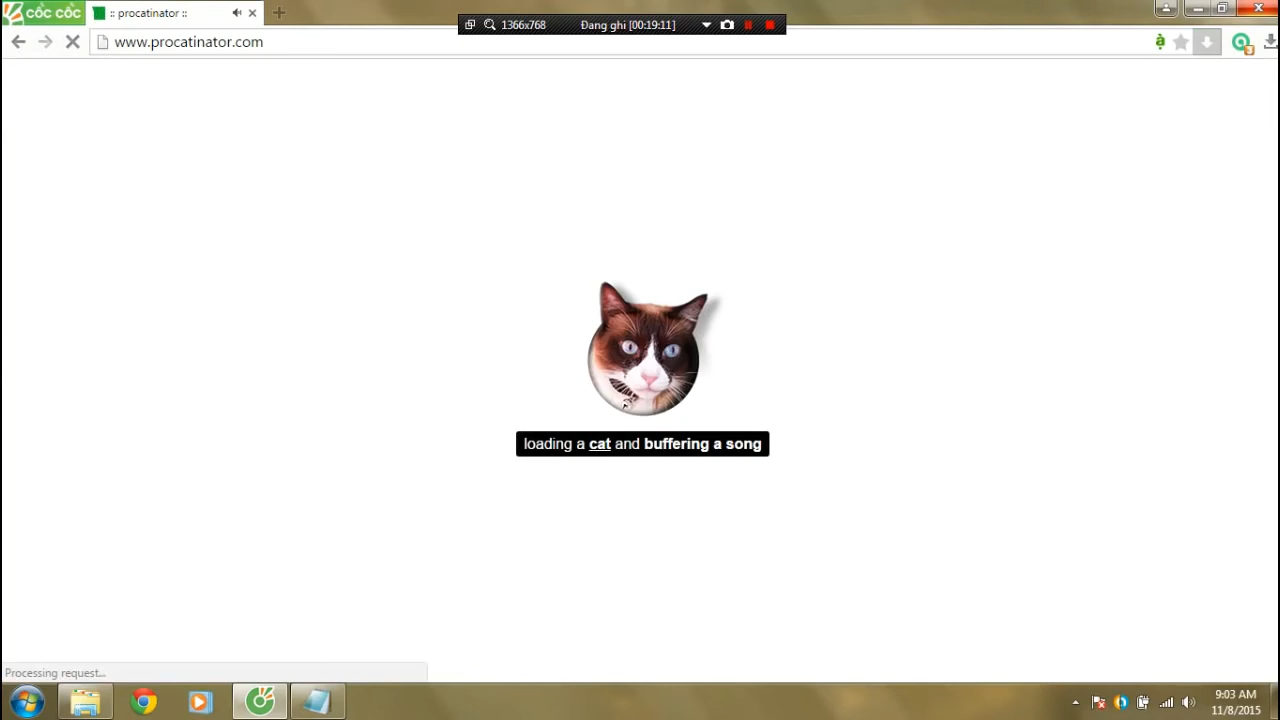 cốc cốc
:: procatinator ::
1366x768
Đang ghi [00:19:11]
www.procatinator.com
ạ
3
loading a cat and buffering a song
Processing request...
9:03 AM
11/8/2015